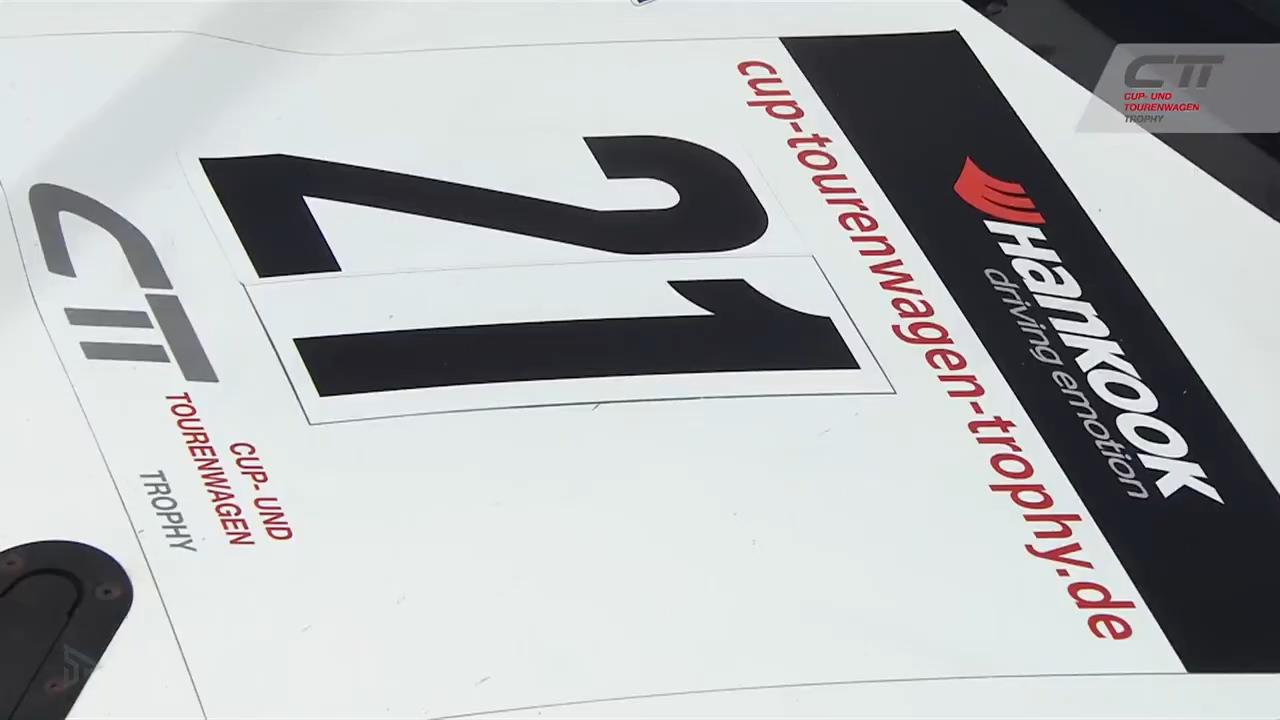 CTT
CUP- UND
TOURENWAGEN
TROPHY
HANKOOK
driving emotion
cup-tourenwagen-trophy.de
21
CTT
CUP- UND
TOURENWAGEN
TROPHY